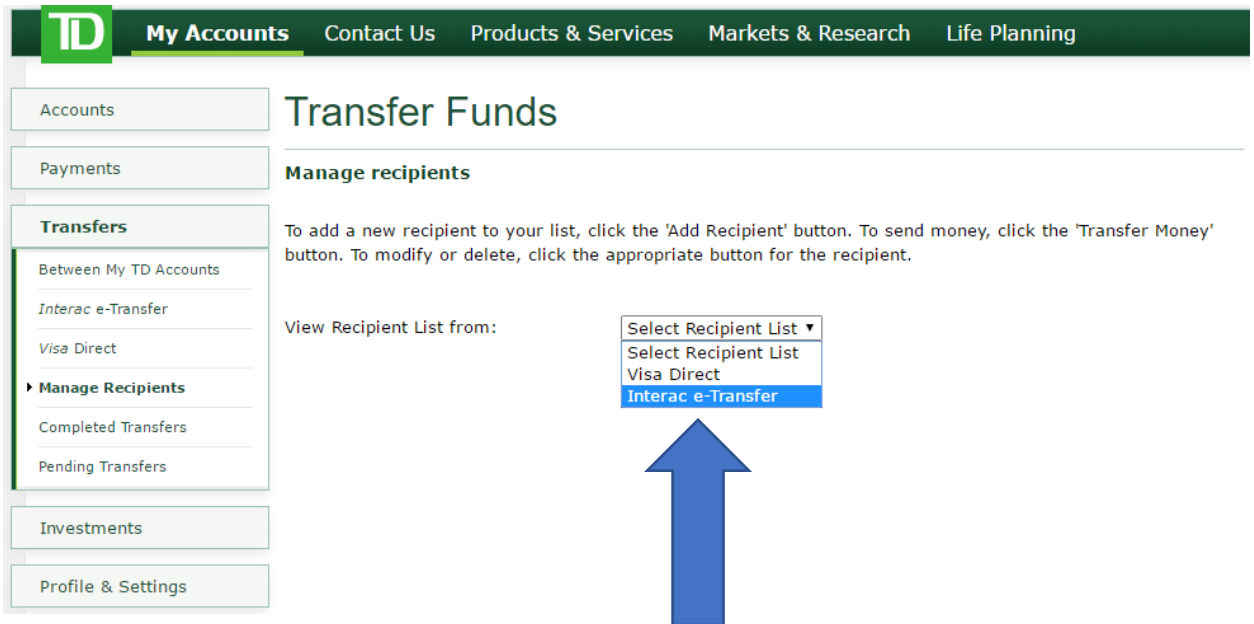 TD My Accounts Contact Us Products & Services Markets & Research Life Planning
Accounts
Payments
Transfers
Between My TD Accounts
Interac e-Transfer
Visa Direct
Manage Recipients
Completed Transfers
Pending Transfers
Investments
Profile & Settings
Transfer Funds
Manage recipients
To add a new recipient to your list, click the 'Add Recipient' button. To send money, click the 'Transfer Money'
button. To modify or delete, click the appropriate button for the recipient.
View Recipient List from: Select Recipient List
Select Recipient List
Visa Direct
Interac e-Transfer